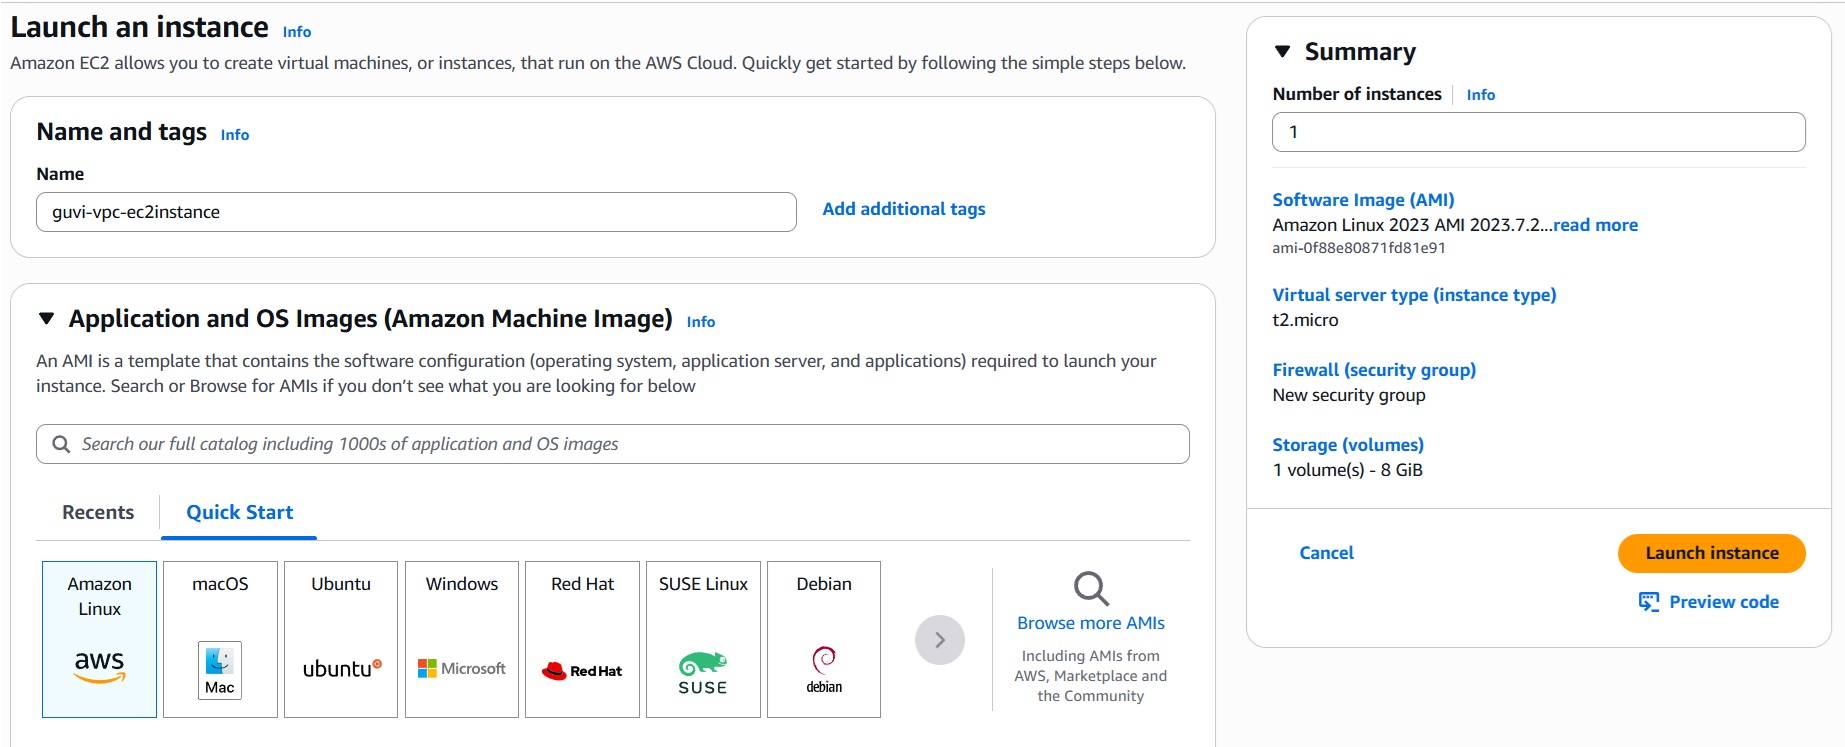 Launch an instance Info
Amazon EC2 allows you to create virtual machines, or instances, that run on the AWS Cloud. Quickly get started by following the simple steps below.
Name and tags Info
Name
guvi-vpc-ec2instance
Add additional tags
Application and OS Images (Amazon Machine Image) Info
An AMI is a template that contains the software configuration (operating system, application server, and applications) required to launch your
instance. Search or Browse for AMIs if you don't see what you are looking for below
Search our full catalog including 1000s of application and OS images
Recents
Quick Start
Amazon
Linux
aws
macOS
Mac
Ubuntu
ubuntu
Windows
Microsoft
Red Hat
Red Hat
SUSE Linux
SUSE
Debian
debian
Browse more AMIs
Including AMIs from
AWS, Marketplace and
the Community
Summary
Number of instances Info
1
Software Image (AMI)
Amazon Linux 2023 AMI 2023.7.2...read more
ami-0f88e80871fd81e91
Virtual server type (instance type)
t2.micro
Firewall (security group)
New security group
Storage (volumes)
1 volume(s) - 8 GiB
Cancel
Launch instance
Preview code